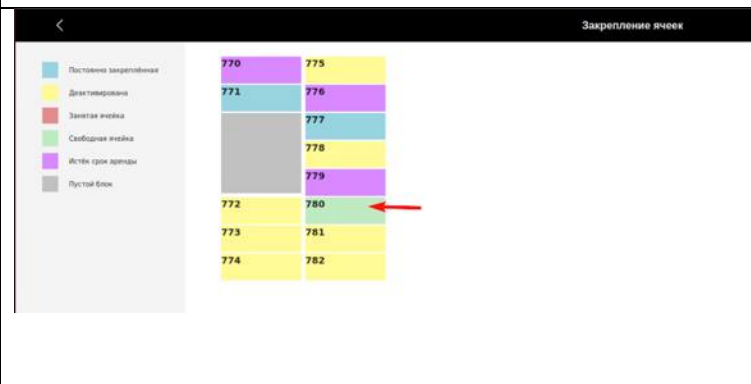 Закрепление ячеек
Постоянно закреплённая
Деактивирована
Занятая ячейка
Свободная ячейка
Истёк срок аренды
Пустой блок
770 775
771 776
777
778
779
772 780
773 781
774 782